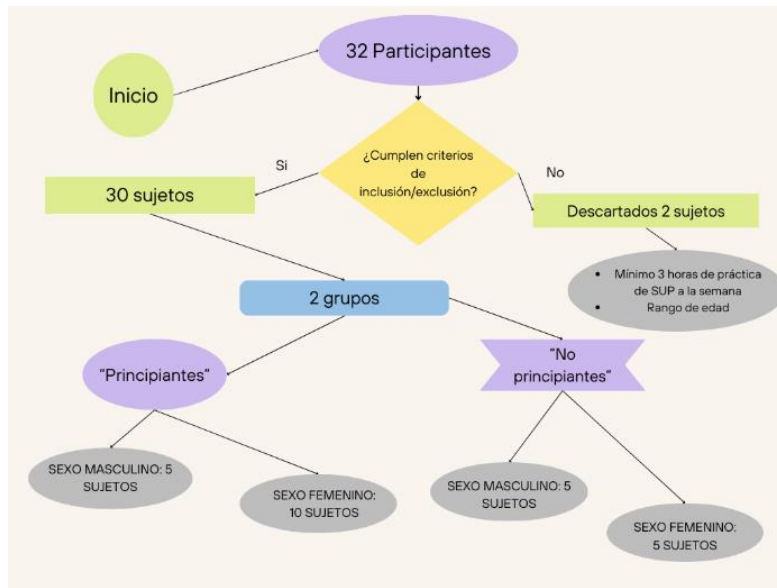 32 Participantes
Inicio
¿Cumplen criterios
de
inclusión/exclusión?
Si
No
30 sujetos
Descartados 2 sujetos
• Mínimo 3 horas de práctica
de SUP a la semana
• Rango de edad
2 grupos
"Principiantes"
"No
principiantes"
SEXO MASCULINO: 5
SUJETOS
SEXO FEMENINO:
10 SUJETOS
SEXO MASCULINO: 5
SUJETOS
SEXO FEMENINO:
5 SUJETOS